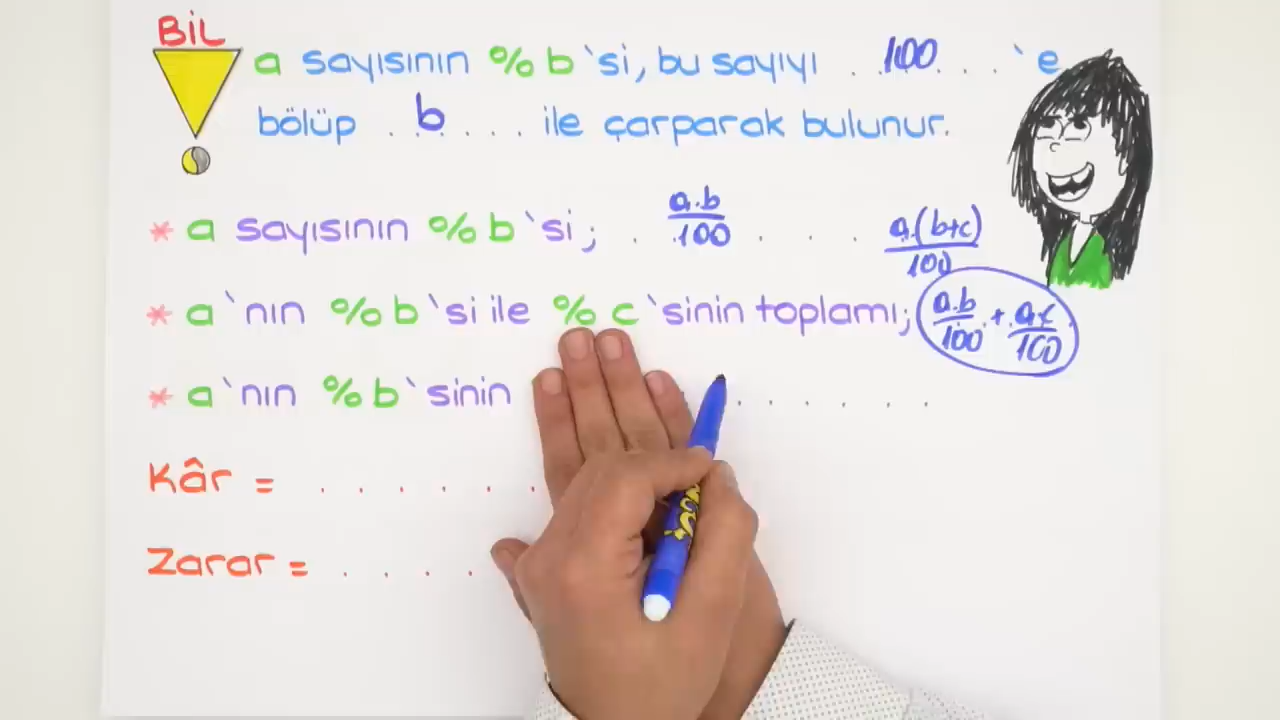 BİL
a sayısının %b`si, bu sayıyı . . 100 . . . `e
bölüp . . b . . . ile çarparak bulunur.
* a sayısının %b`si ; . a.b/100 . . .
a.(b+c)/100
* a`nın %b`si ile %c`sinin toplamı; a.b/100 + a.c/100
* a`nın %b`sinin . . . . . .
Kâr = . . . . . .
Zarar = . . . .